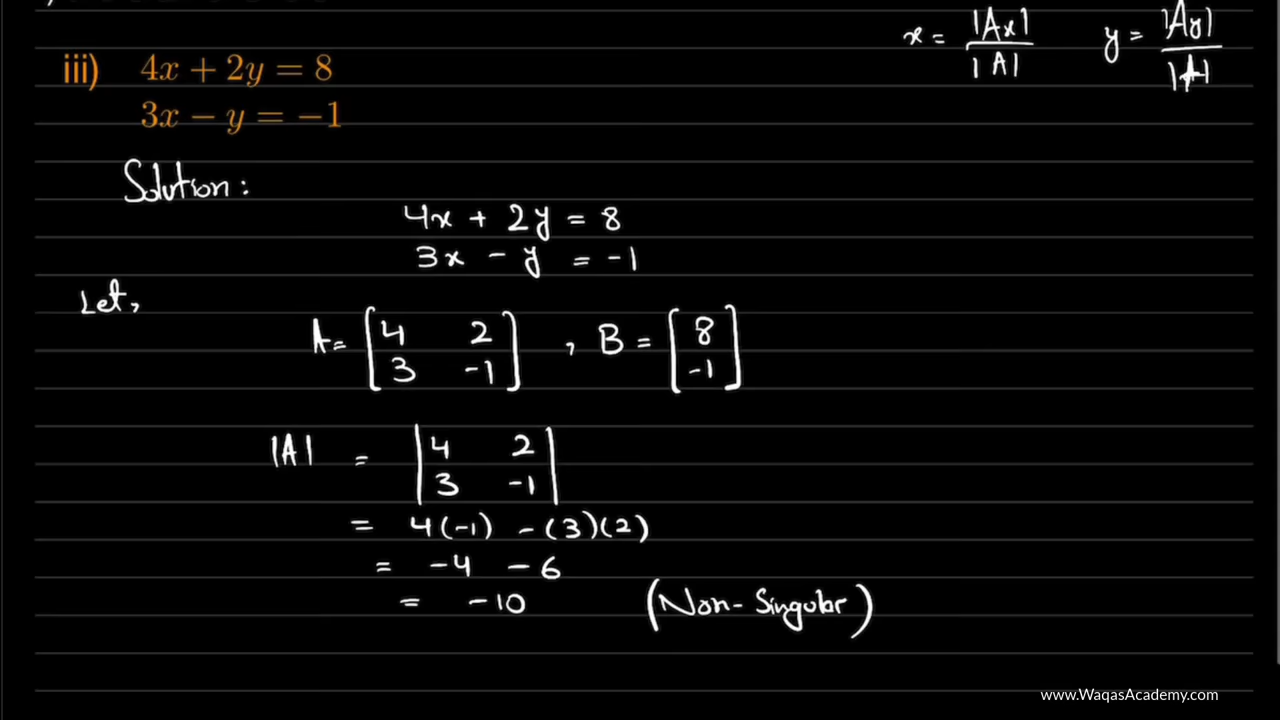 x = |Ax| / |A|    y = |Ay| / |A|
iii) 4x + 2y = 8
3x − y = −1
Solution:
4x + 2y = 8
3x - y = -1
Let,
A = [4 2
3 -1] , B = [8
-1]
|A| = |4 2
3 -1|
= 4(-1) - (3)(2)
= -4 - 6
= -10 (Non-Singular)
www.WaqasAcademy.com